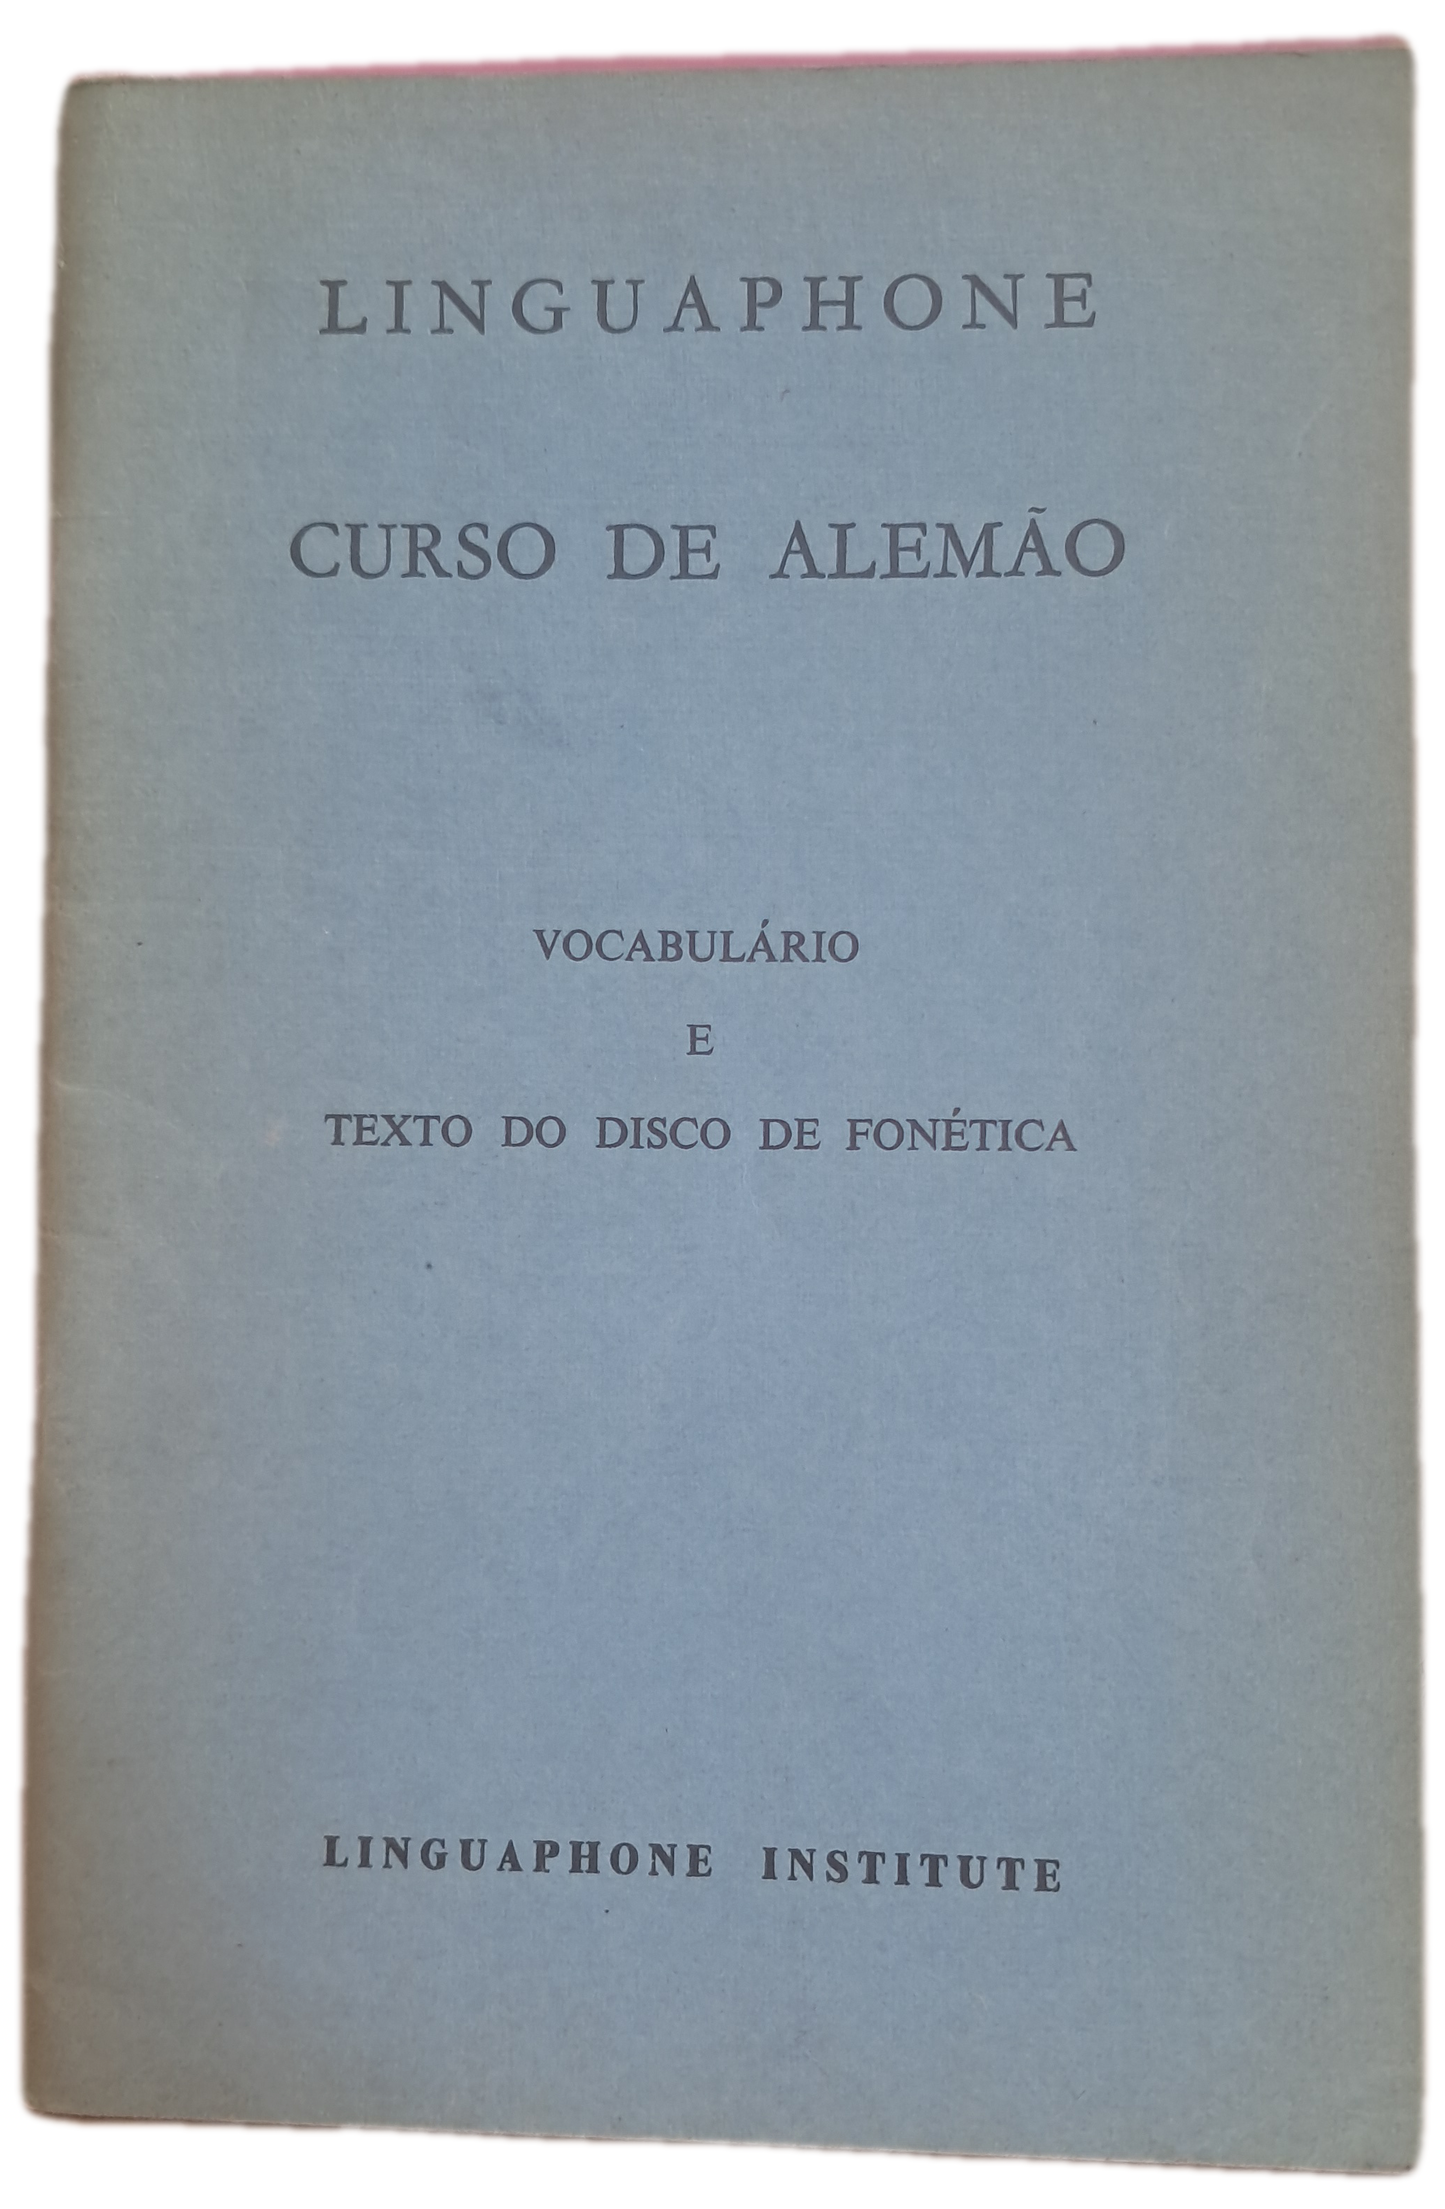 LINGUAPHONE
CURSO DE ALEMÃO
VOCABULÁRIO
E
TEXTO DO DISCO DE FONÉTICA
LINGUAPHONE INSTITUTE